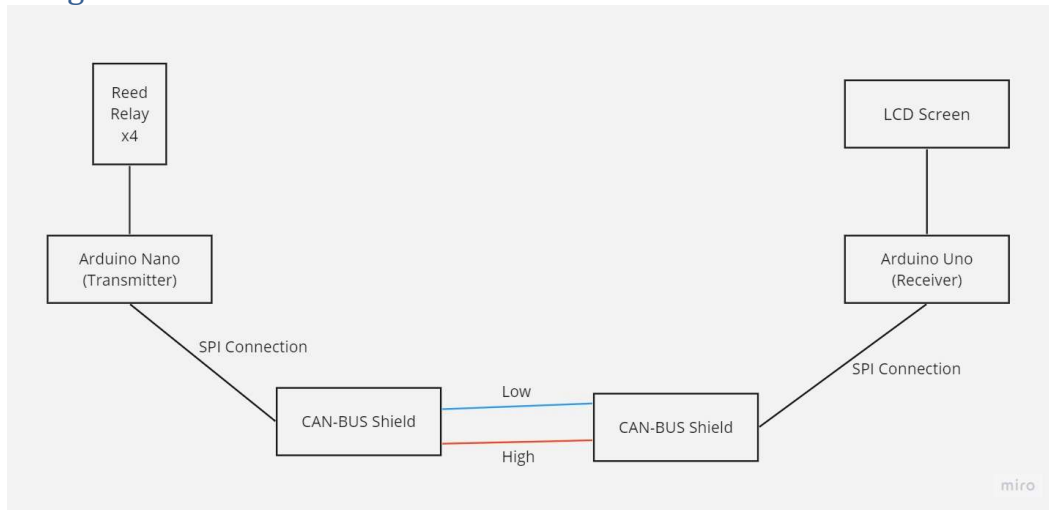 Reed
Relay
x4
LCD Screen
Arduino Nano
(Transmitter)
Arduino Uno
(Receiver)
SPI Connection
SPI Connection
Low
CAN-BUS Shield
CAN-BUS Shield
High
miro